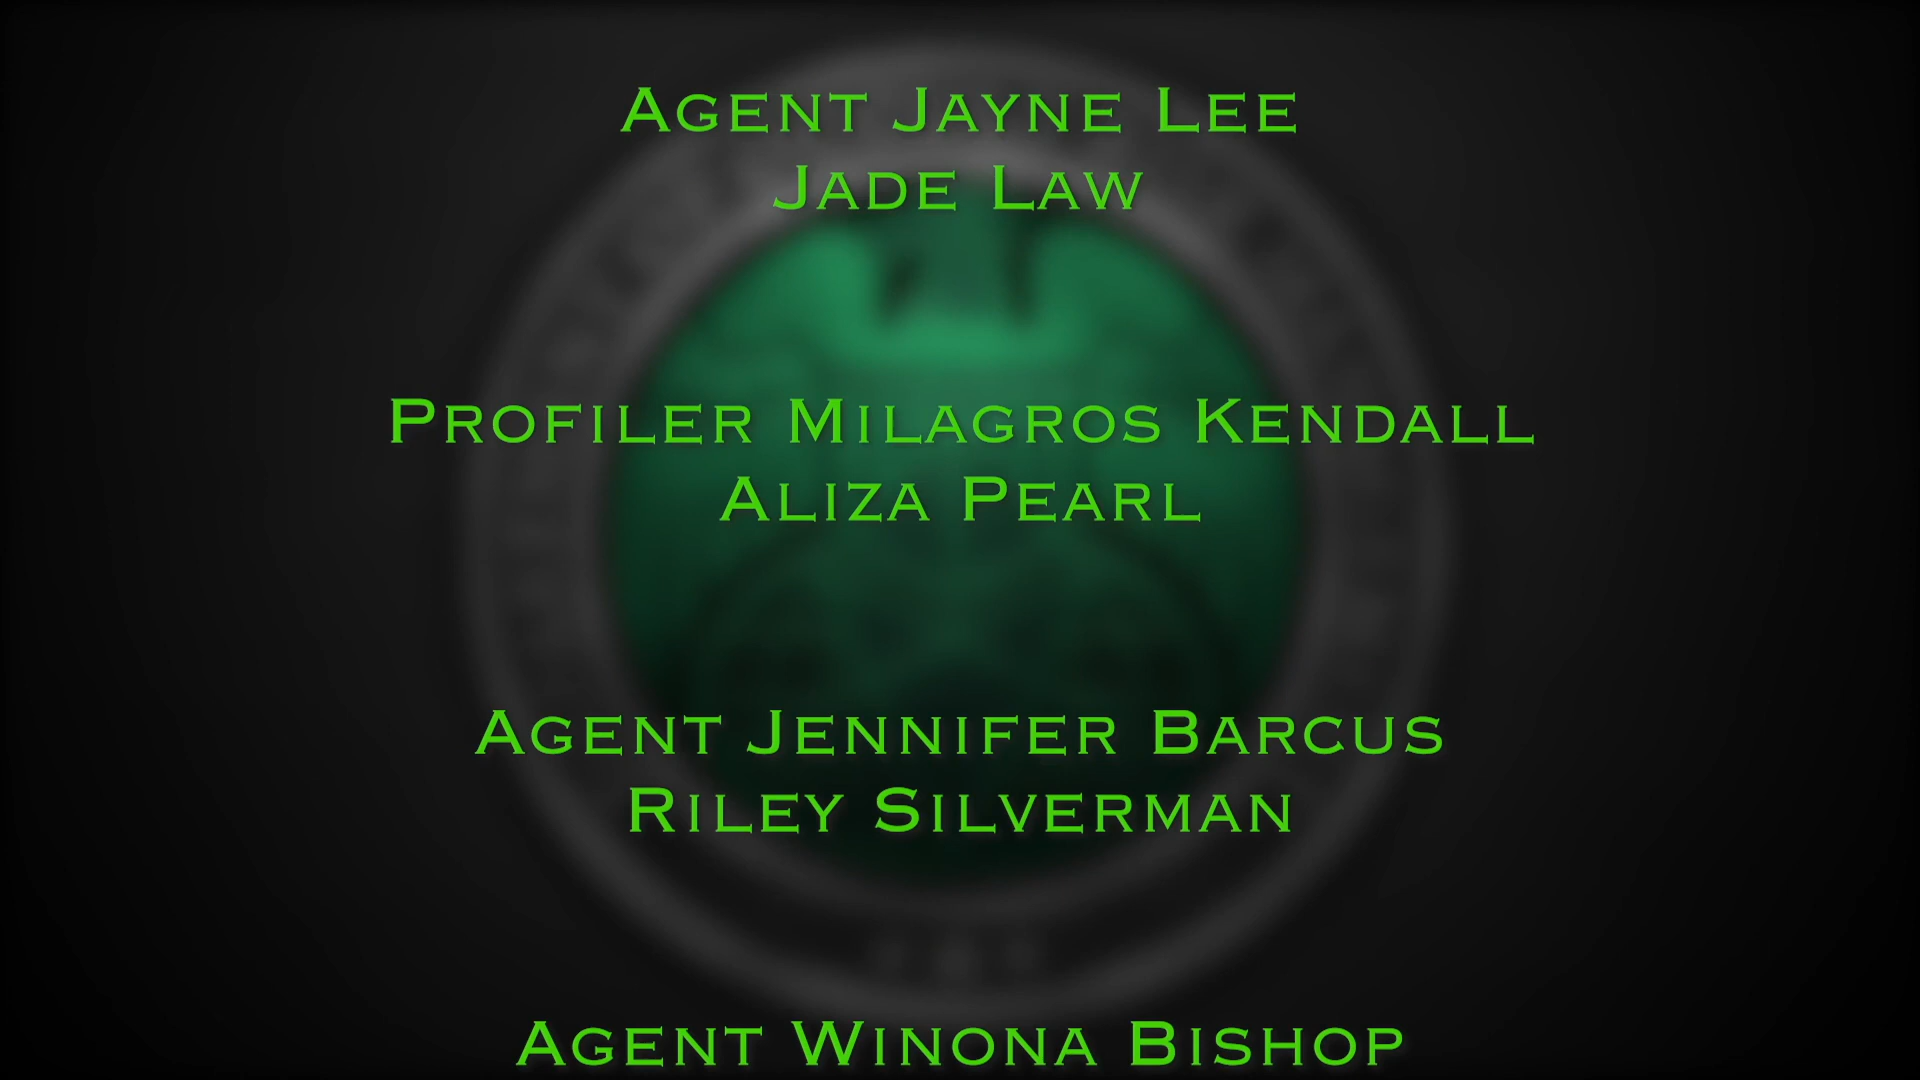 Agent Jayne Lee
Jade Law
Profiler Milagros Kendall
Aliza Pearl
Agent Jennifer Barcus
Riley Silverman
Agent Winona Bishop